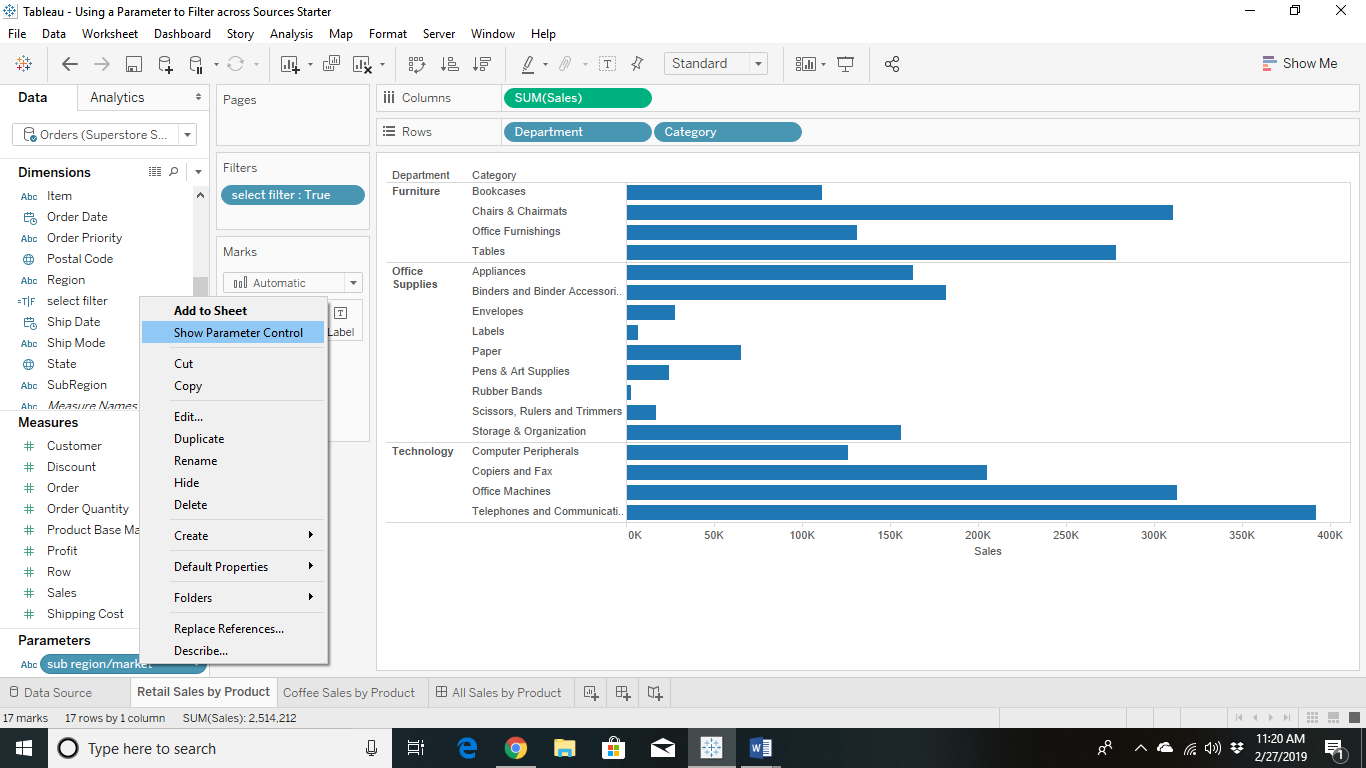 Tableau - Using a Parameter to Filter across Sources Starter
File Data Worksheet Dashboard Story Analysis Map Format Server Window Help
Standard
Show Me
Data Analytics
Orders (Superstore S...
Dimensions
Abc Item
Order Date
Abc Order Priority
Postal Code
Abc Region
=T|F select filter
Ship Date
Abc Ship Mode
State
Abc SubRegion
Abc Measure Names
Measures
Customer
Discount
Order
Order Quantity
Product Base Ma
Profit
Row
Sales
Shipping Cost
Parameters
Abc sub region/market
Pages
Filters
select filter : True
Marks
Automatic
T
Label
Add to Sheet
Show Parameter Control
Cut
Copy
Edit...
Duplicate
Rename
Hide
Delete
Create
Default Properties
Folders
Replace References...
Describe...
Columns SUM(Sales)
Rows Department Category
Department Category
Furniture Bookcases
Chairs & Chairmats
Office Furnishings
Tables
Office Supplies Appliances
Binders and Binder Accessori..
Envelopes
Labels
Paper
Pens & Art Supplies
Rubber Bands
Scissors, Rulers and Trimmers
Storage & Organization
Technology Computer Peripherals
Copiers and Fax
Office Machines
Telephones and Communicati..
0K 50K 100K 150K 200K 250K 300K 350K 400K
Sales
Data Source Retail Sales by Product Coffee Sales by Product All Sales by Product
17 marks 17 rows by 1 column SUM(Sales): 2,514,212
Type here to search
11:20 AM
2/27/2019
1